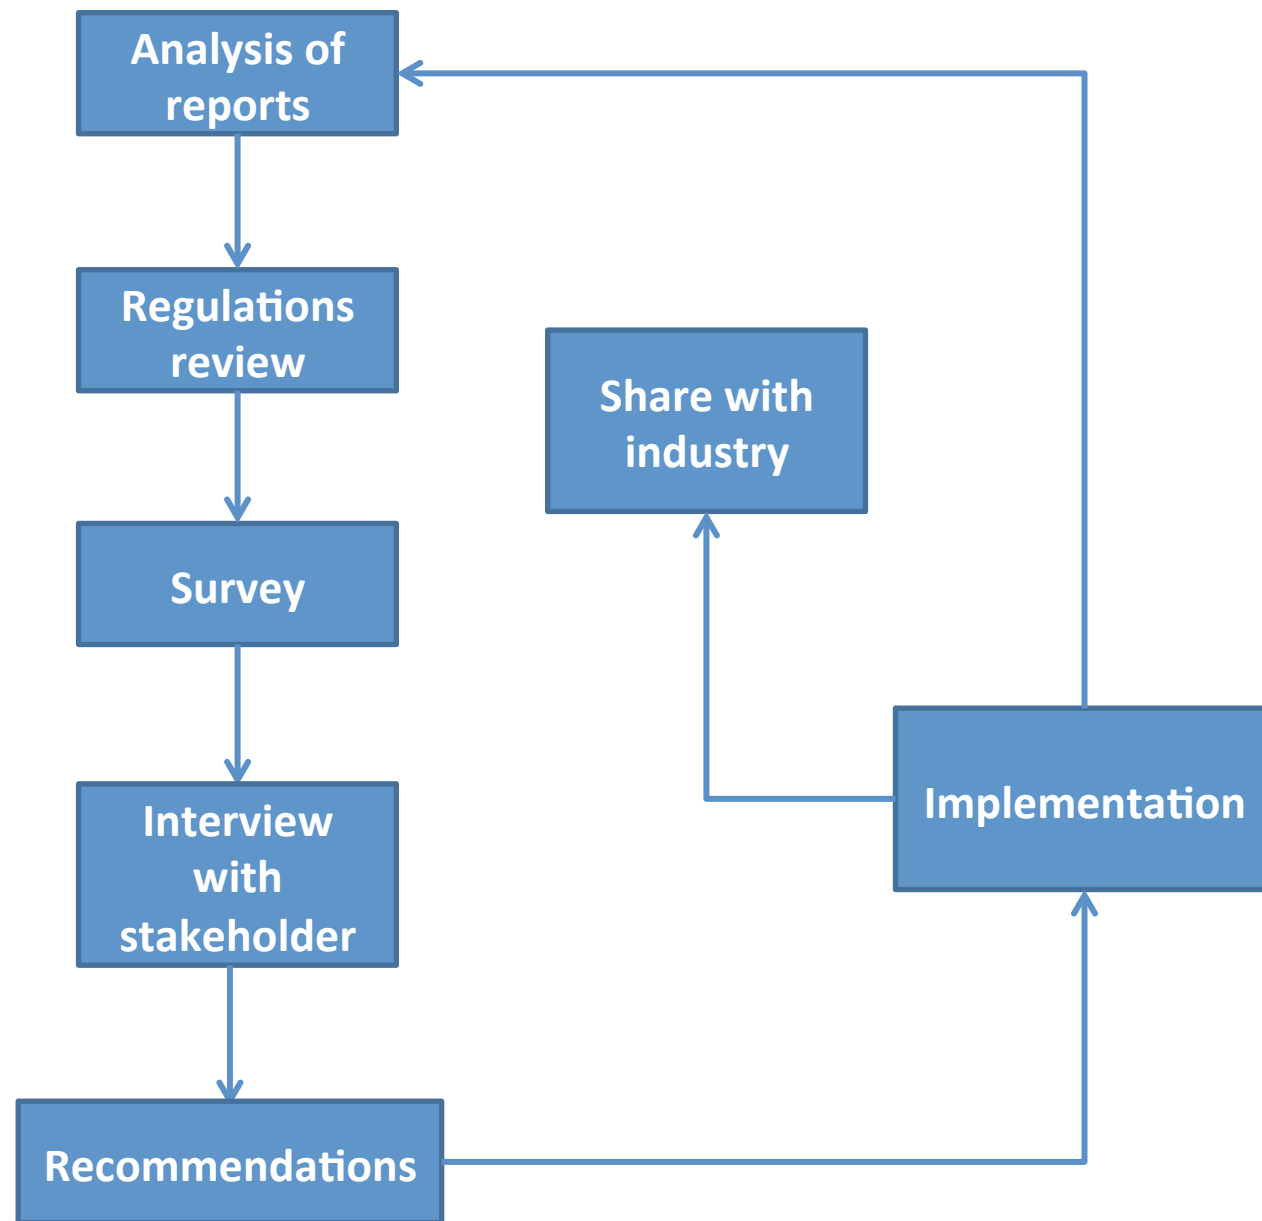 Analysis of
reports
Regulations
review
Share with
industry
Survey
Implementation
Interview
with
stakeholder
Recommendations